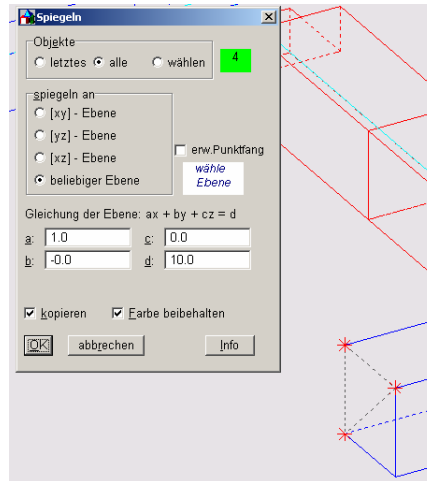 Spiegeln
Objekte
letztes alle wählen 4
spiegeln an
[xy] - Ebene
[yz] - Ebene
[xz] - Ebene
beliebiger Ebene
erw.Punktfang
wähle
Ebene
Gleichung der Ebene: ax + by + cz = d
a: 1.0 c: 0.0
b: -0.0 d: 10.0
kopieren Farbe beibehalten
OK abbrechen Info